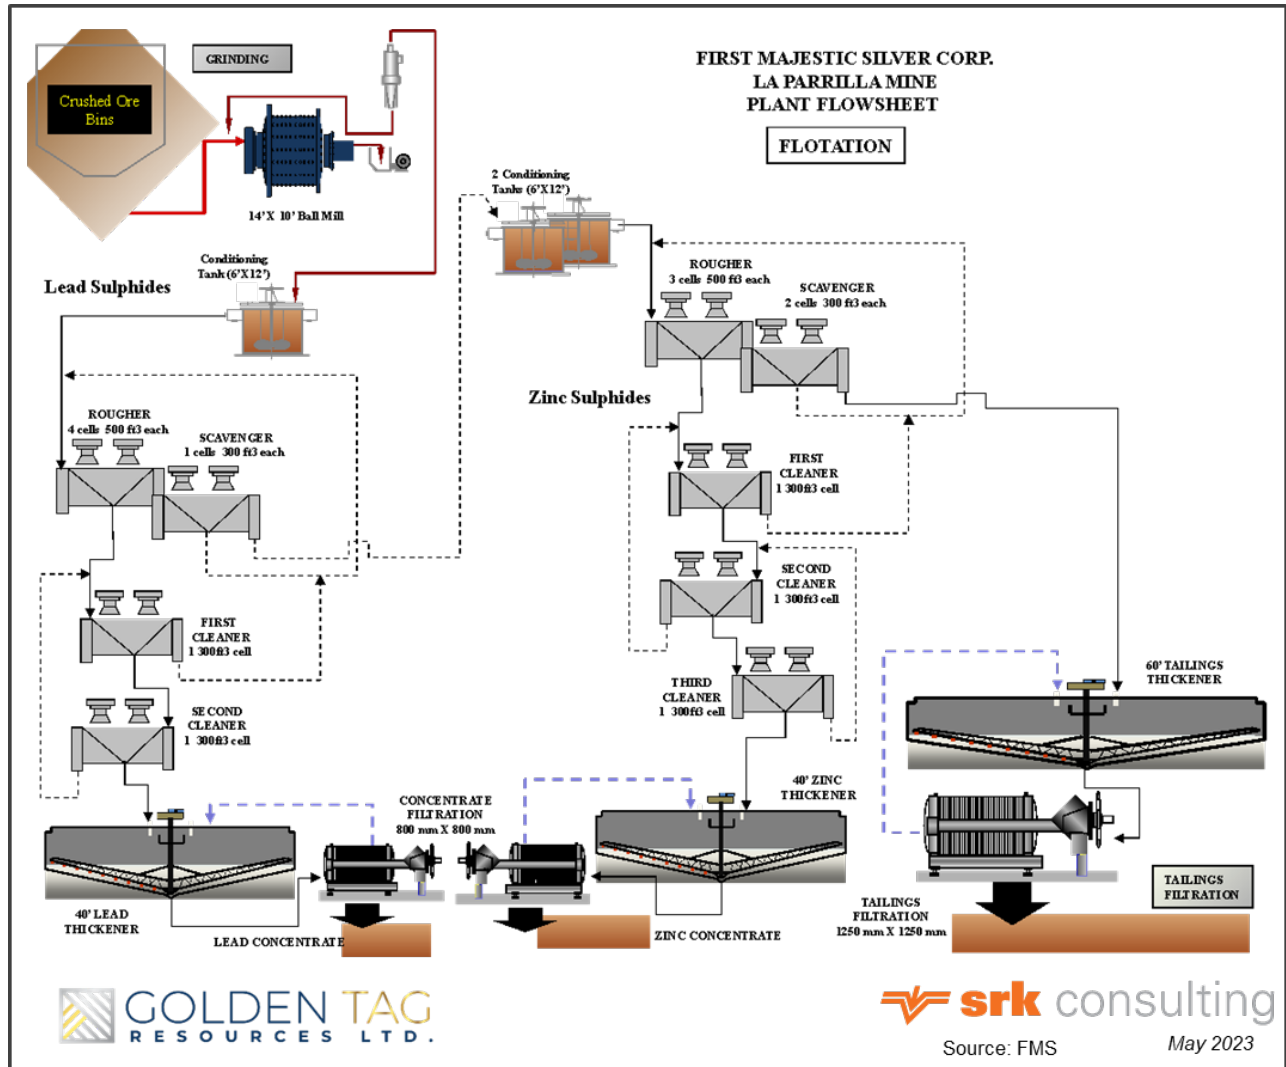 GRINDING
Crushed Ore
Bins
14'X 10' Ball Mill
FIRST MAJESTIC SILVER CORP.
LA PARRILLA MINE
PLANT FLOWSHEET
FLOTATION
Conditioning
Tank (6'X12')
Lead Sulphides
2 Conditioning
Tanks (6'X12')
ROUGHER
3 cells 500 ft3 each
SCAVENGER
2 cells 300 ft3 each
Zinc Sulphides
ROUGHER
4 cells 500 ft3 each
SCAVENGER
1 cells 300 ft3 each
FIRST
CLEANER
1 300ft3 cell
SECOND
CLEANER
1 300ft3 cell
FIRST
CLEANER
1 300ft3 cell
SECOND
CLEANER
1 300ft3 cell
THIRD
CLEANER
1 300ft3 cell
60' TAILINGS
THICKENER
40' ZINC
THICKENER
CONCENTRATE
FILTRATION
800 mm X 800 mm
40' LEAD
THICKENER
LEAD CONCENTRATE
ZINC CONCENTRATE
TAILINGS
FILTRATION
1250 mm X 1250 mm
TAILINGS
FILTRATION
GOLDEN TAG
RESOURCES LTD.
srk consulting
Source: FMS
May 2023